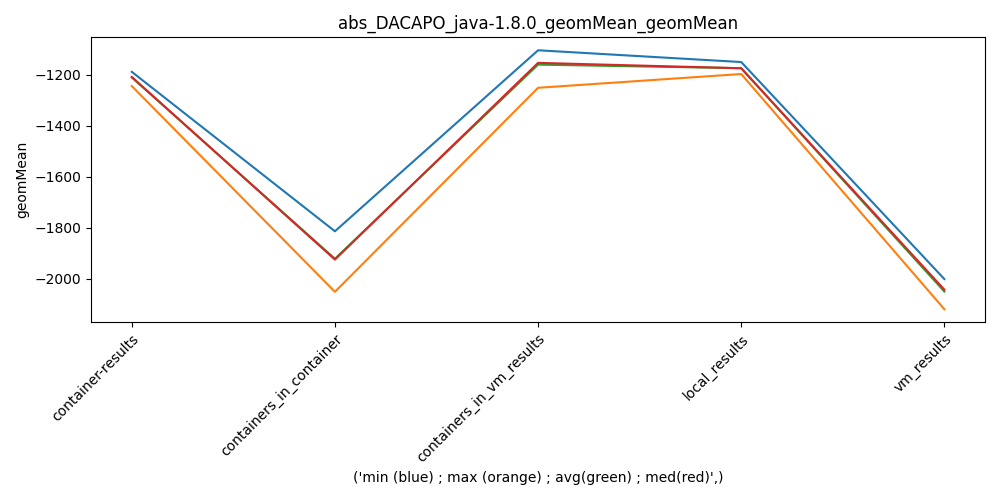 abs_DACAPO_java-1.8.0_geomMean_geomMean
geomMean
−1200
−1400
−1600
−1800
−2000
container-results
containers_in_container
containers_in_vm_results
local_results
vm_results
('min (blue) ; max (orange) ; avg(green) ; med(red)',)